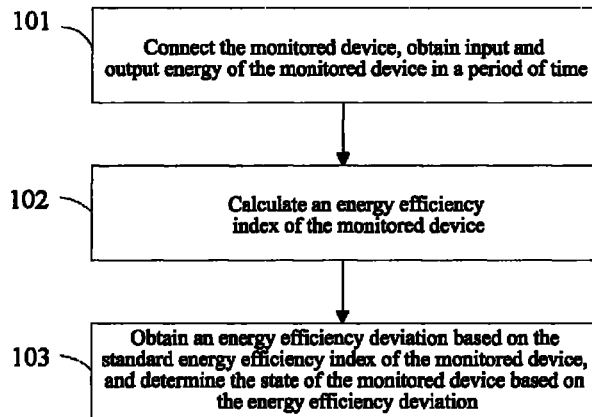 101
Connect the monitored device, obtain input and
output energy of the monitored device in a period of time
102
Calculate an energy efficiency
index of the monitored device
103
Obtain an energy efficiency deviation based on the
standard energy efficiency index of the monitored device,
and determine the state of the monitored device based on
the energy efficiency deviation